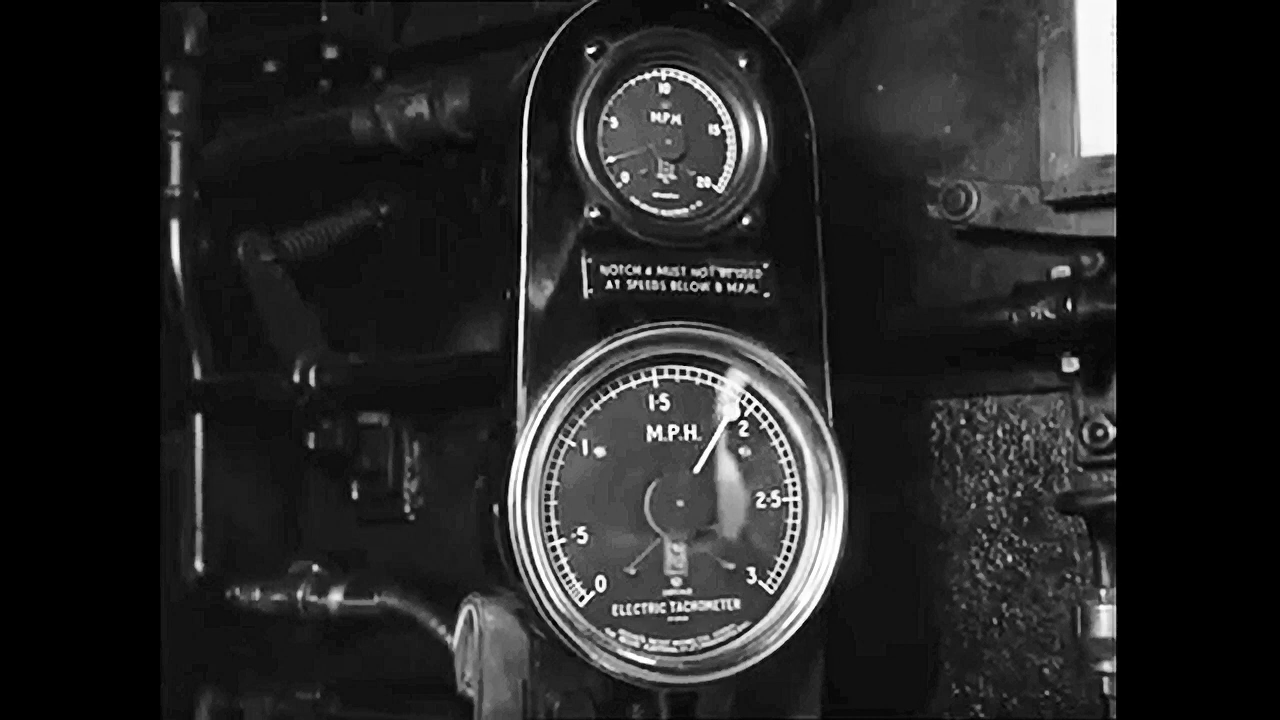 10
M.P.H.
5
15
0
20
NOTCH 4 MUST NOT BE USED
AT SPEEDS BELOW 8 M.P.H.
1·5
M.P.H.
2
1
2·5
·5
0
3
ELECTRIC TACHOMETER